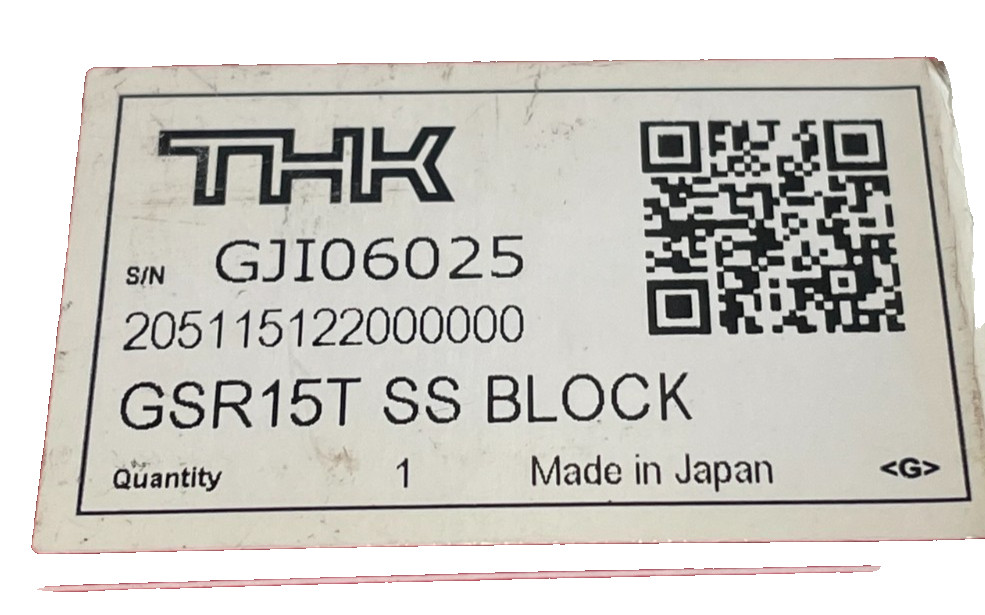 THK
S/N GJI06025
205115122000000
GSR15T SS BLOCK
Quantity 1 Made in Japan <G>